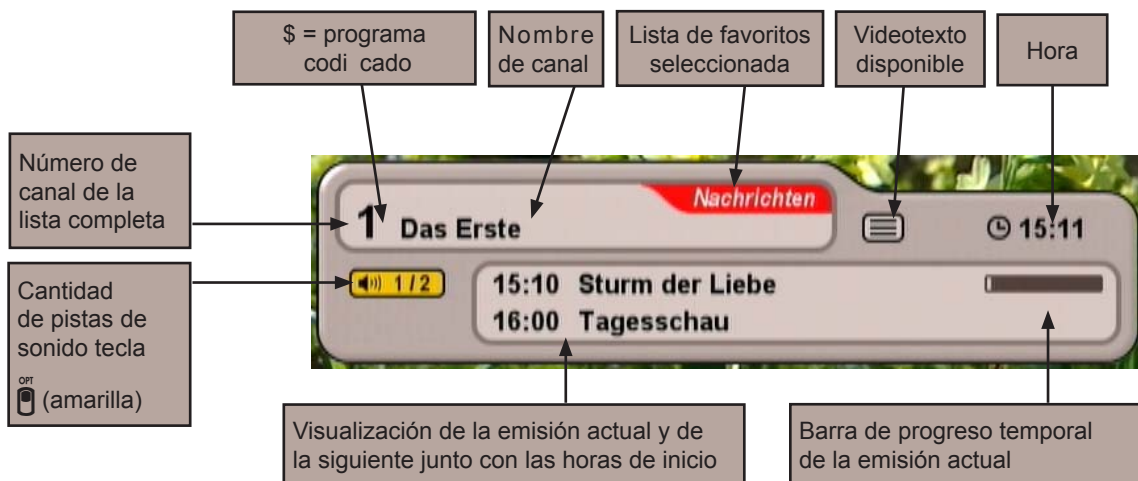 $ = programa
codi cado
Nombre
de canal
Lista de favoritos
seleccionada
Videotexto
disponible
Hora
Número de
canal de la
lista completa
Nachrichten
1 Das Erste
15:11
Cantidad
de pistas de
sonido tecla
OPT
(amarilla)
1 / 2
15:10 Sturm der Liebe
16:00 Tagesschau
Visualización de la emisión actual y de
la siguiente junto con las horas de inicio
Barra de progreso temporal
de la emisión actual